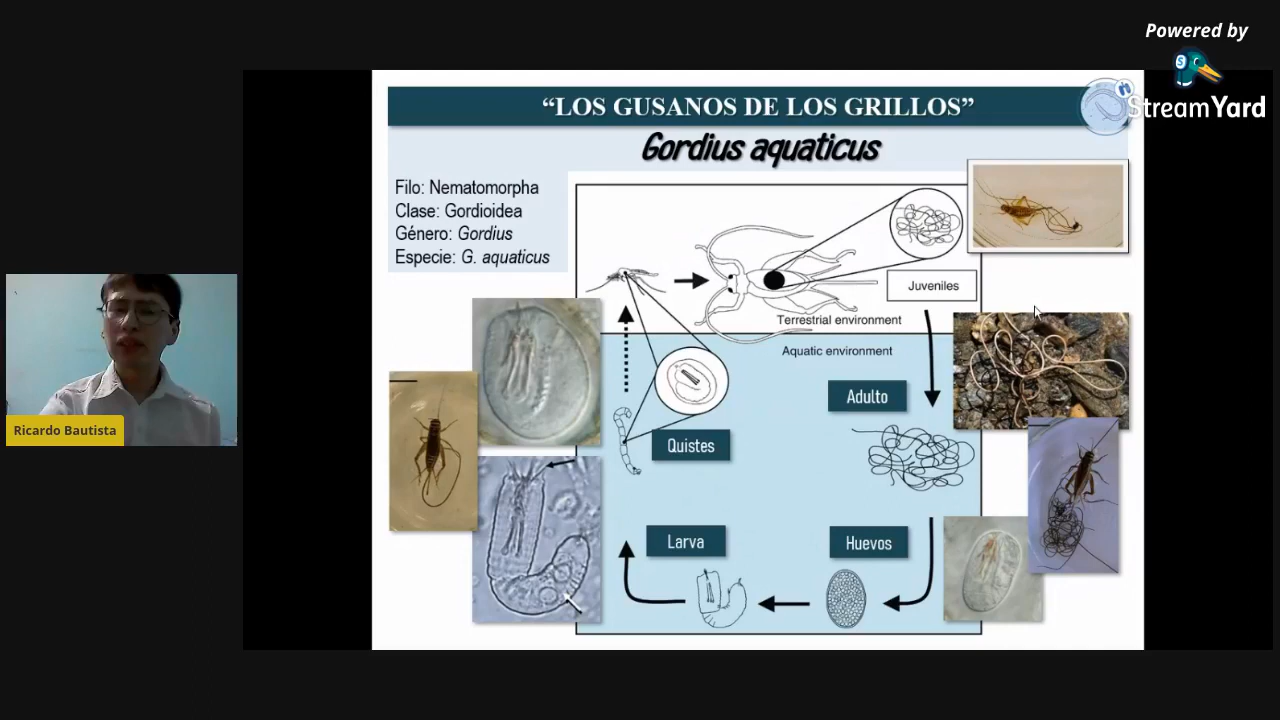 Powered by
StreamYard
“LOS GUSANOS DE LOS GRILLOS”
Gordius aquaticus
Filo: Nematomorpha
Clase: Gordioidea
Género: Gordius
Especie: G. aquaticus
Juveniles
Terrestrial environment
Aquatic environment
Adulto
Quistes
Larva
Huevos
Ricardo Bautista